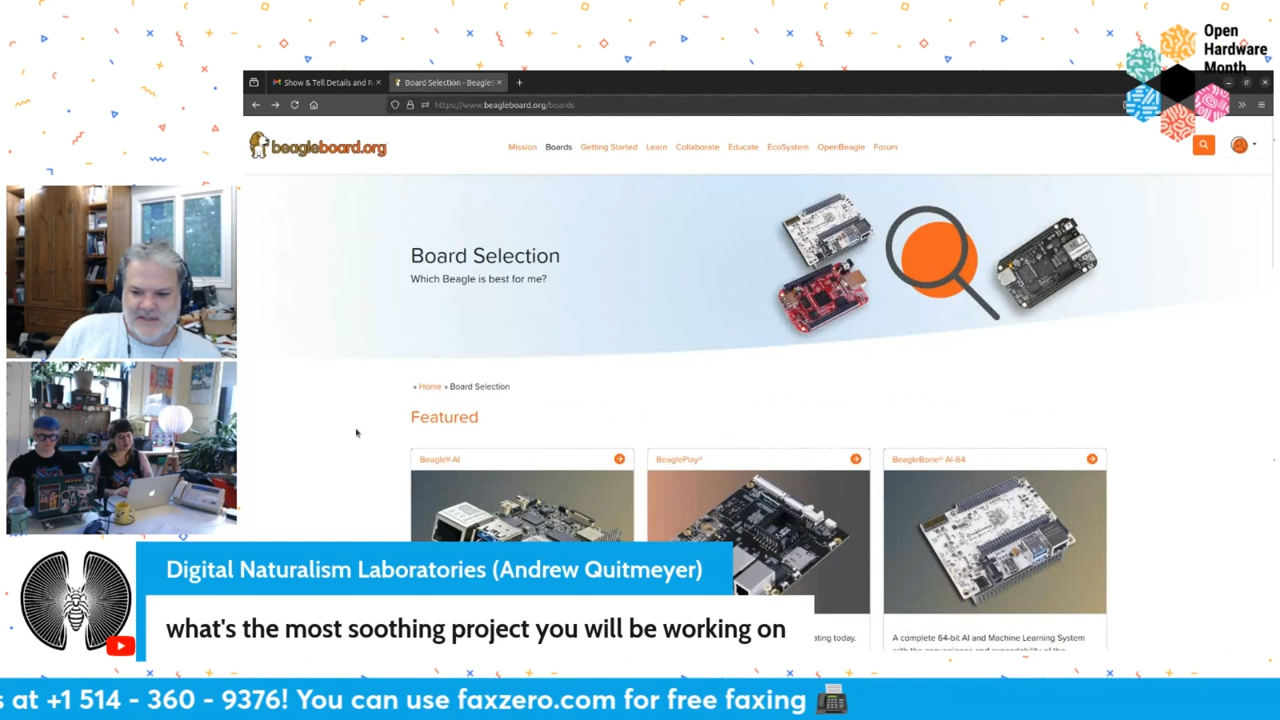 Open
Hardware
Month
Show & Tell Details and R
Board Selection - Beagle
https://www.beagleboard.org/boards
beagleboard.org
Mission Boards Getting Started Learn Collaborate Educate EcoSystem OpenBeagle Forum
Board Selection
Which Beagle is best for me?
» Home » Board Selection
Featured
BeagleY-AI
BeaglePlay®
BeagleBone® AI-64
ating today.
A complete 64-bit AI and Machine Learning System
Digital Naturalism Laboratories (Andrew Quitmeyer)
what's the most soothing project you will be working on
s at +1 514 - 360 - 9376! You can use faxzero.com for free faxing